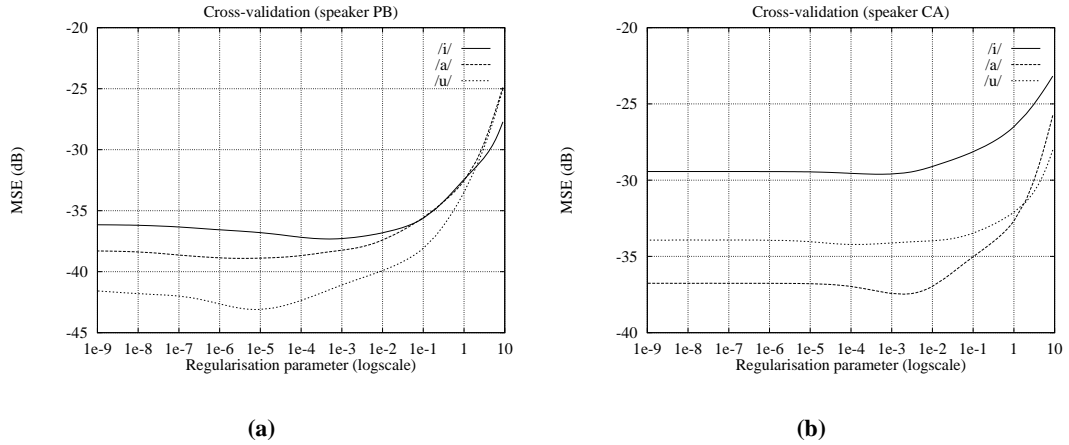 Cross-validation (speaker PB)
-20
-25
-30
-35
-40
-45
MSE (dB)
/i/
/a/
/u/
1e-9 1e-8 1e-7 1e-6 1e-5 1e-4 1e-3 1e-2 1e-1 1 10
Regularisation parameter (logscale)
(a)
Cross-validation (speaker CA)
-20
-25
-30
-35
-40
MSE (dB)
/i/
/a/
/u/
1e-9 1e-8 1e-7 1e-6 1e-5 1e-4 1e-3 1e-2 1e-1 1 10
Regularisation parameter (logscale)
(b)